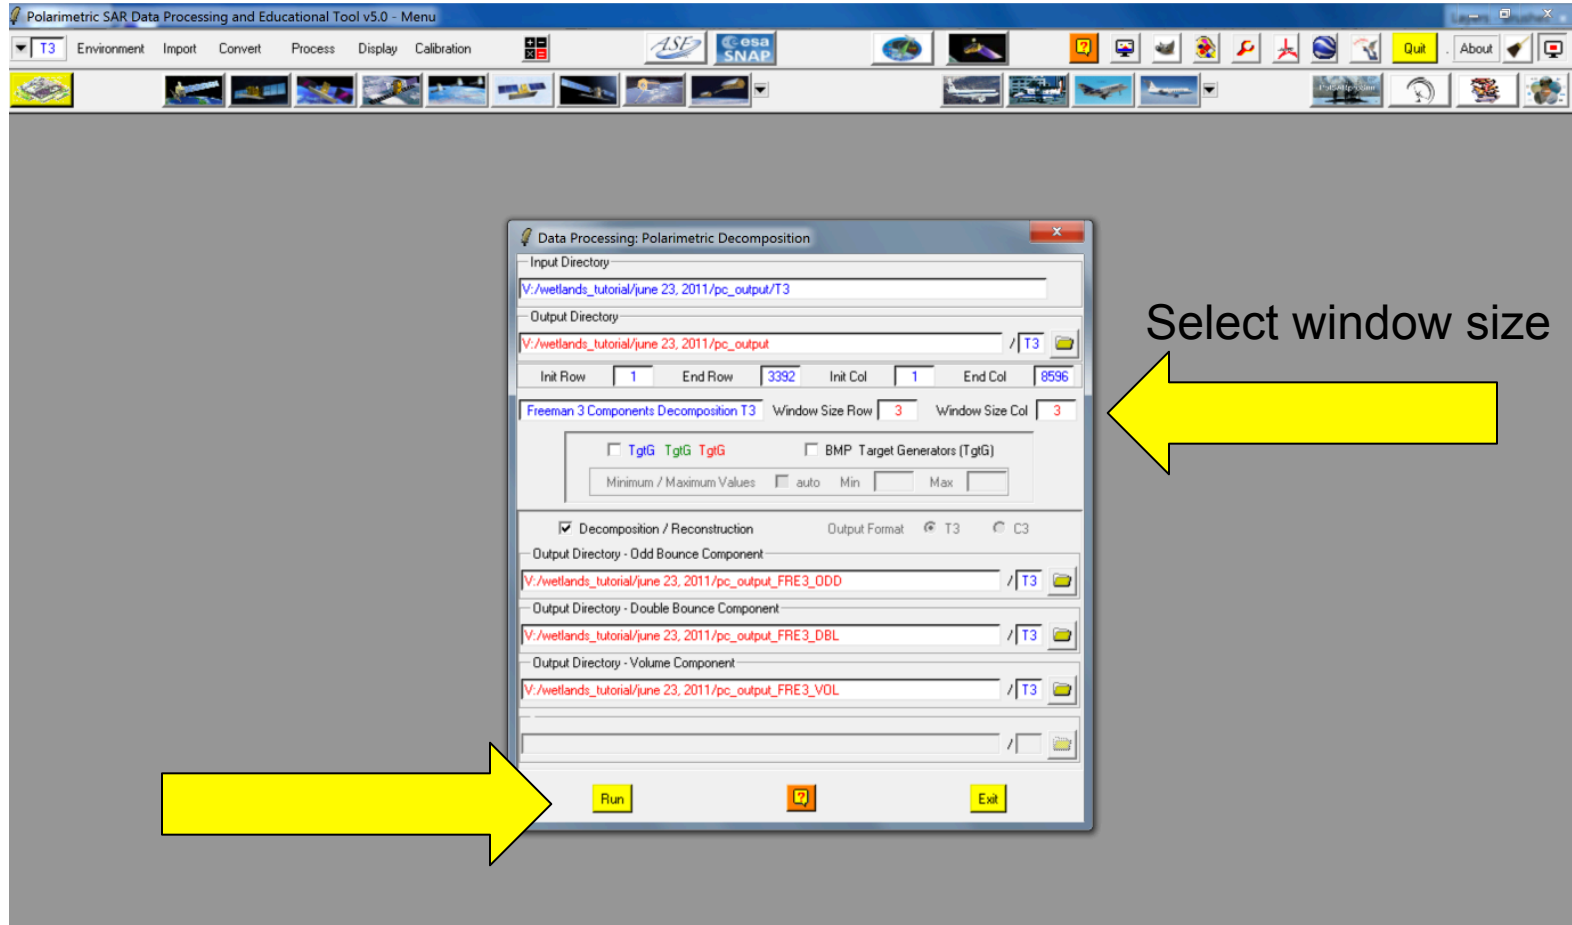 Polarimetric SAR Data Processing and Educational Tool v5.0 - Menu
T3 Environment Import Convert Process Display Calibration ASF esa SNAP Quit . About
Data Processing: Polarimetric Decomposition
Input Directory
V:/wetlands_tutorial/june 23, 2011/pc_output/T3
Output Directory
V:/wetlands_tutorial/june 23, 2011/pc_output / T3
Select window size
Init Row 1 End Row 3392 Init Col 1 End Col 8596
Freeman 3 Components Decomposition T3 Window Size Row 3 Window Size Col 3
TgtG TgtG TgtG BMP Target Generators (TgtG)
Minimum / Maximum Values auto Min Max
Decomposition / Reconstruction Output Format T3 C3
Output Directory - Odd Bounce Component
V:/wetlands_tutorial/june 23, 2011/pc_output_FRE3_ODD / T3
Output Directory - Double Bounce Component
V:/wetlands_tutorial/june 23, 2011/pc_output_FRE3_DBL / T3
Output Directory - Volume Component
V:/wetlands_tutorial/june 23, 2011/pc_output_FRE3_VOL / T3
/
Run ? Exit